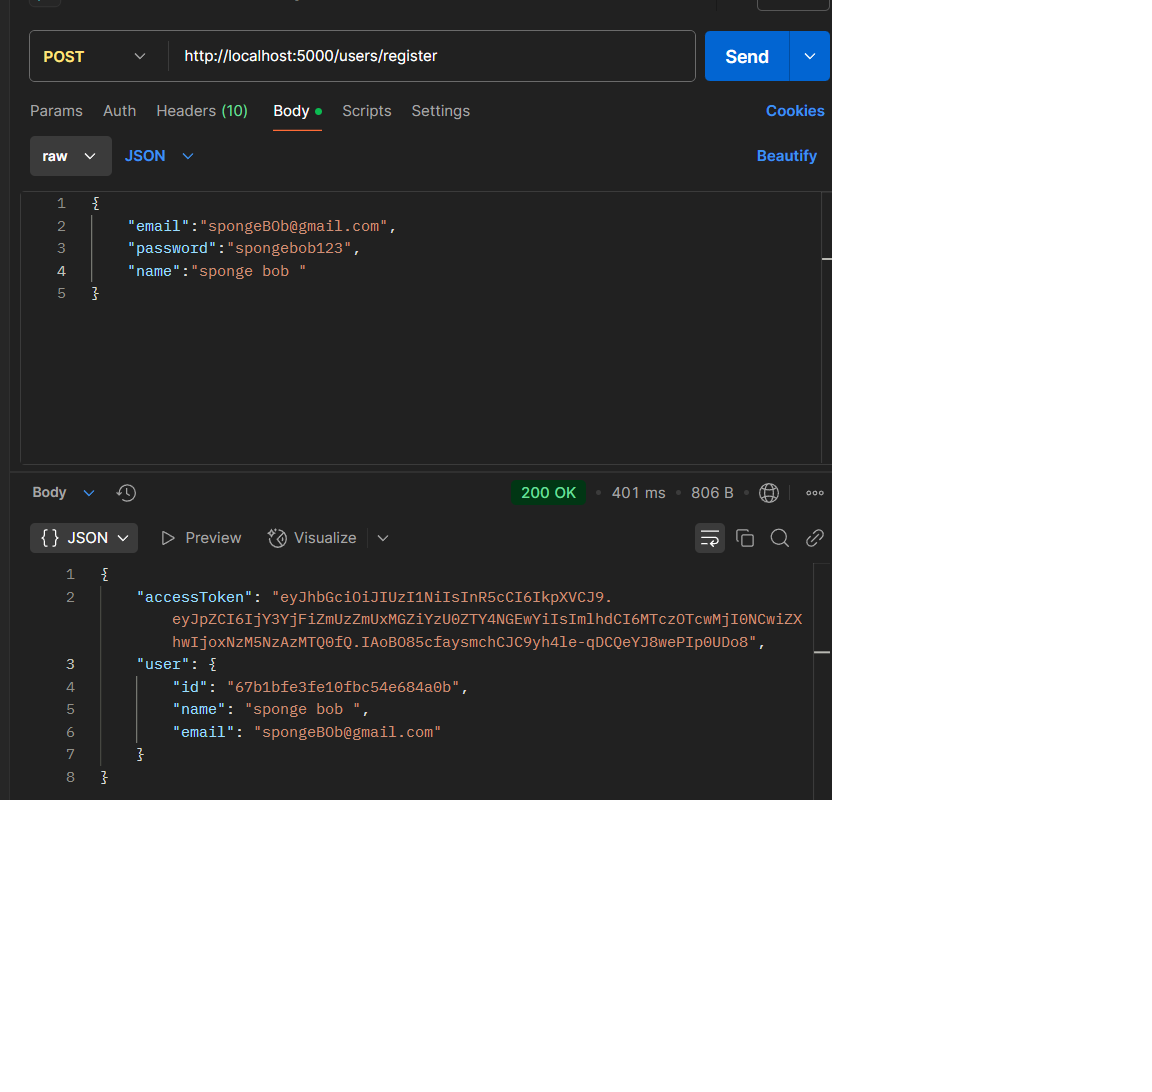 POST http://localhost:5000/users/register Send
Params Auth Headers (10) Body Scripts Settings Cookies
raw JSON Beautify
1 {
2 "email":"spongeBOb@gmail.com",
3 "password":"spongebob123",
4 "name":"sponge bob "
5 }
Body 200 OK • 401 ms • 806 B •
{} JSON Preview Visualize
1 {
2 "accessToken": "eyJhbGciOiJIUzI1NiIsInR5cCI6IkpXVCJ9.
eyJpZCI6IjY3YjFiZmUzZmUxMGZiYzU0ZTY4NGEwYiIsImlhdCI6MTczOTcwMjI0NCwiZX
hwIjoxNzM5NzAzMTQ0fQ.IAoBO85cfaysmchCJC9yh4le-qDCQeYJ8wePIp0UDo8",
3 "user": {
4 "id": "67b1bfe3fe10fbc54e684a0b",
5 "name": "sponge bob ",
6 "email": "spongeBOb@gmail.com"
7 }
8 }